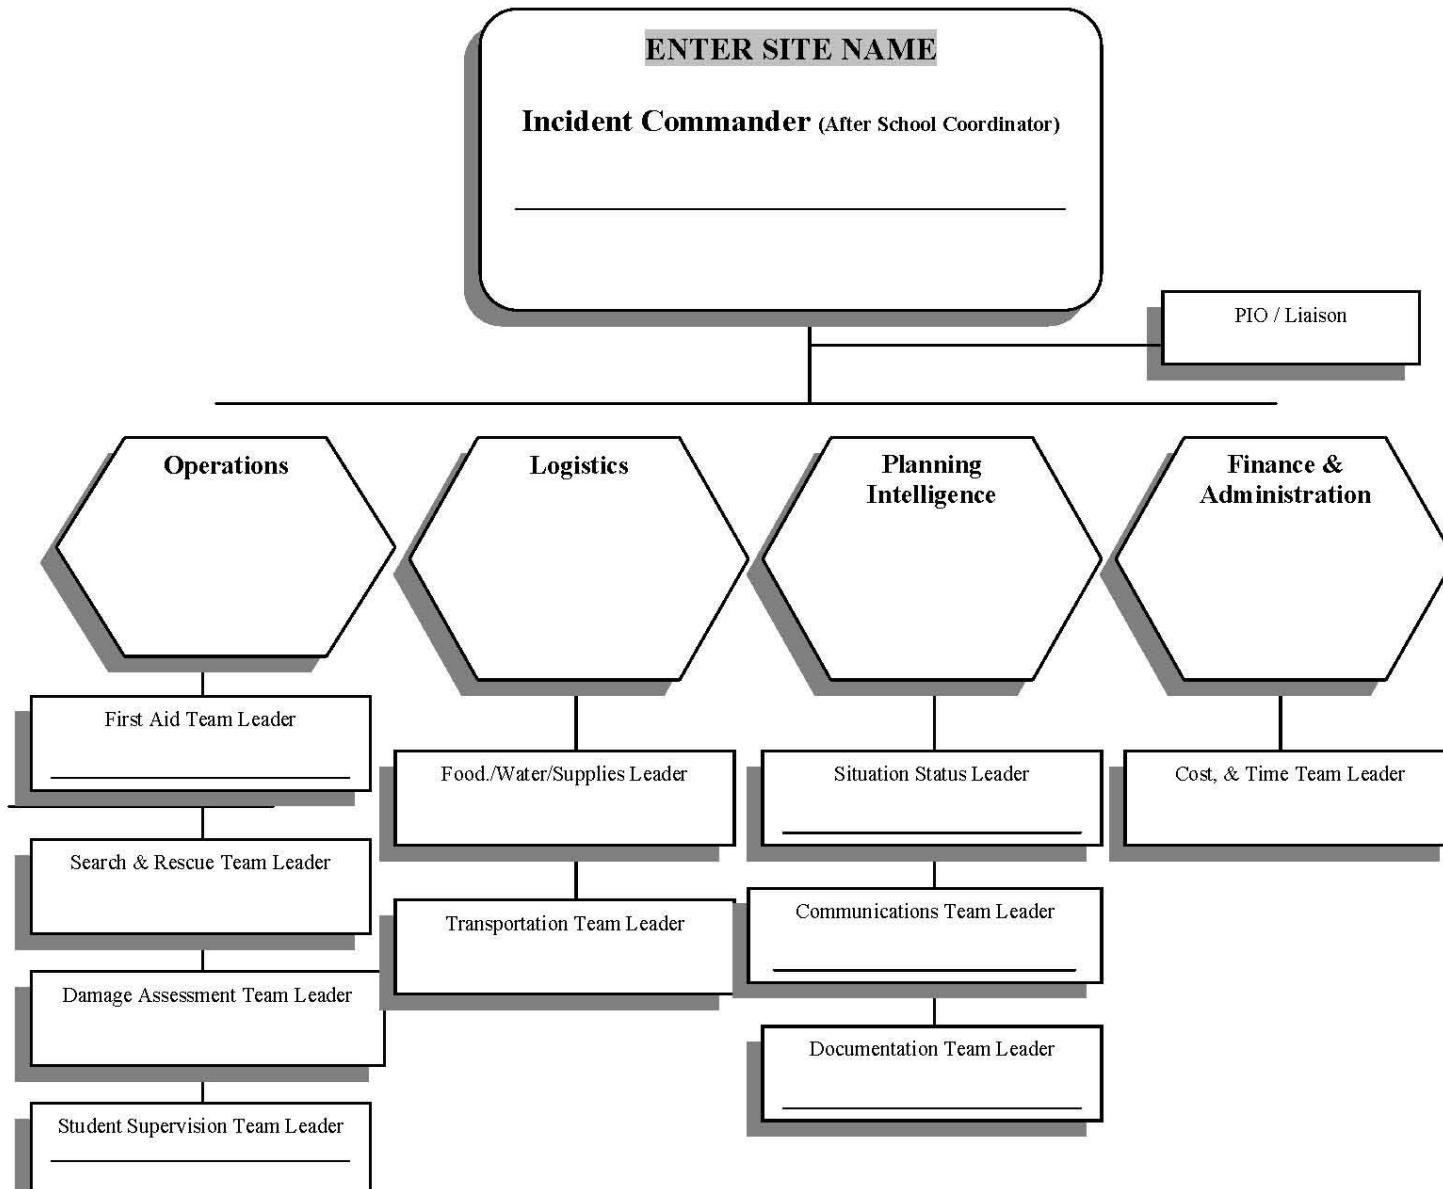 ENTER SITE NAME
Incident Commander (After School Coordinator)
PIO / Liaison
Operations
Logistics
Planning
Intelligence
Finance &
Administration
First Aid Team Leader
Search & Rescue Team Leader
Damage Assessment Team Leader
Student Supervision Team Leader
Food./Water/Supplies Leader
Transportation Team Leader
Situation Status Leader
Communications Team Leader
Documentation Team Leader
Cost, & Time Team Leader